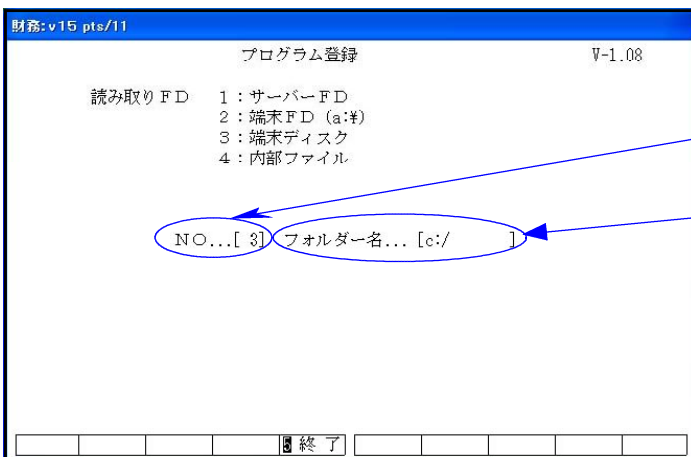 財務:v15 pts/11
プログラム登録 V-1.08
読み取りFD 1:サーバーFD
2:端末FD (a:¥)
3:端末ディスク
4:内部ファイル
NO...[ 3] フォルダー名... [c:/ ]
5 終 了